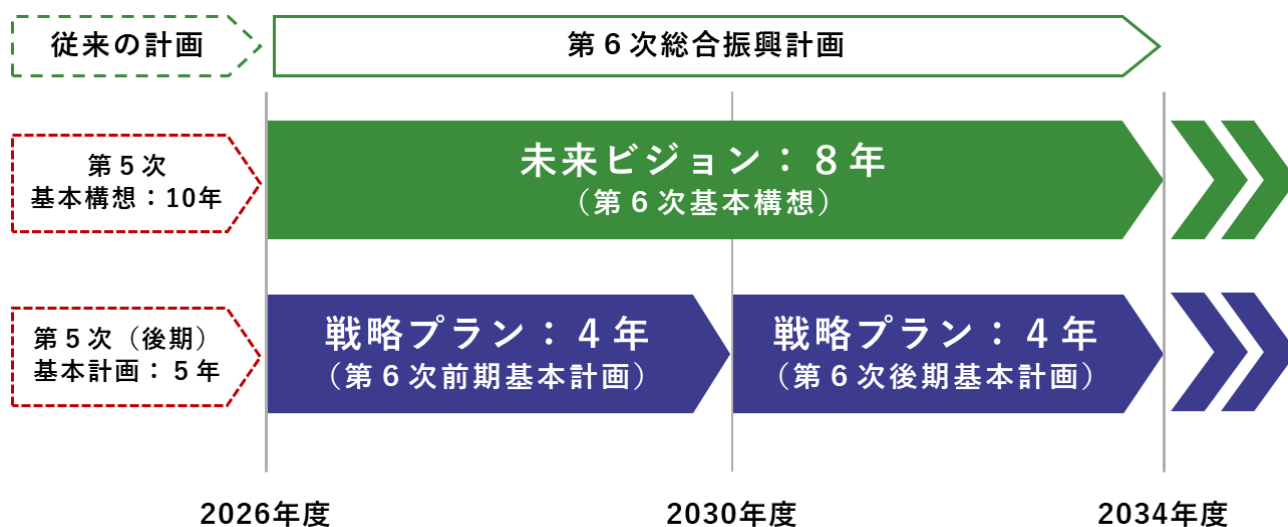 従来の計画
第6次総合振興計画
第5次
基本構想：10年
未来ビジョン：8年
（第6次基本構想）
第5次（後期）
基本計画：5年
戦略プラン：4年
（第6次前期基本計画）
戦略プラン：4年
（第6次後期基本計画）
2026年度
2030年度
2034年度